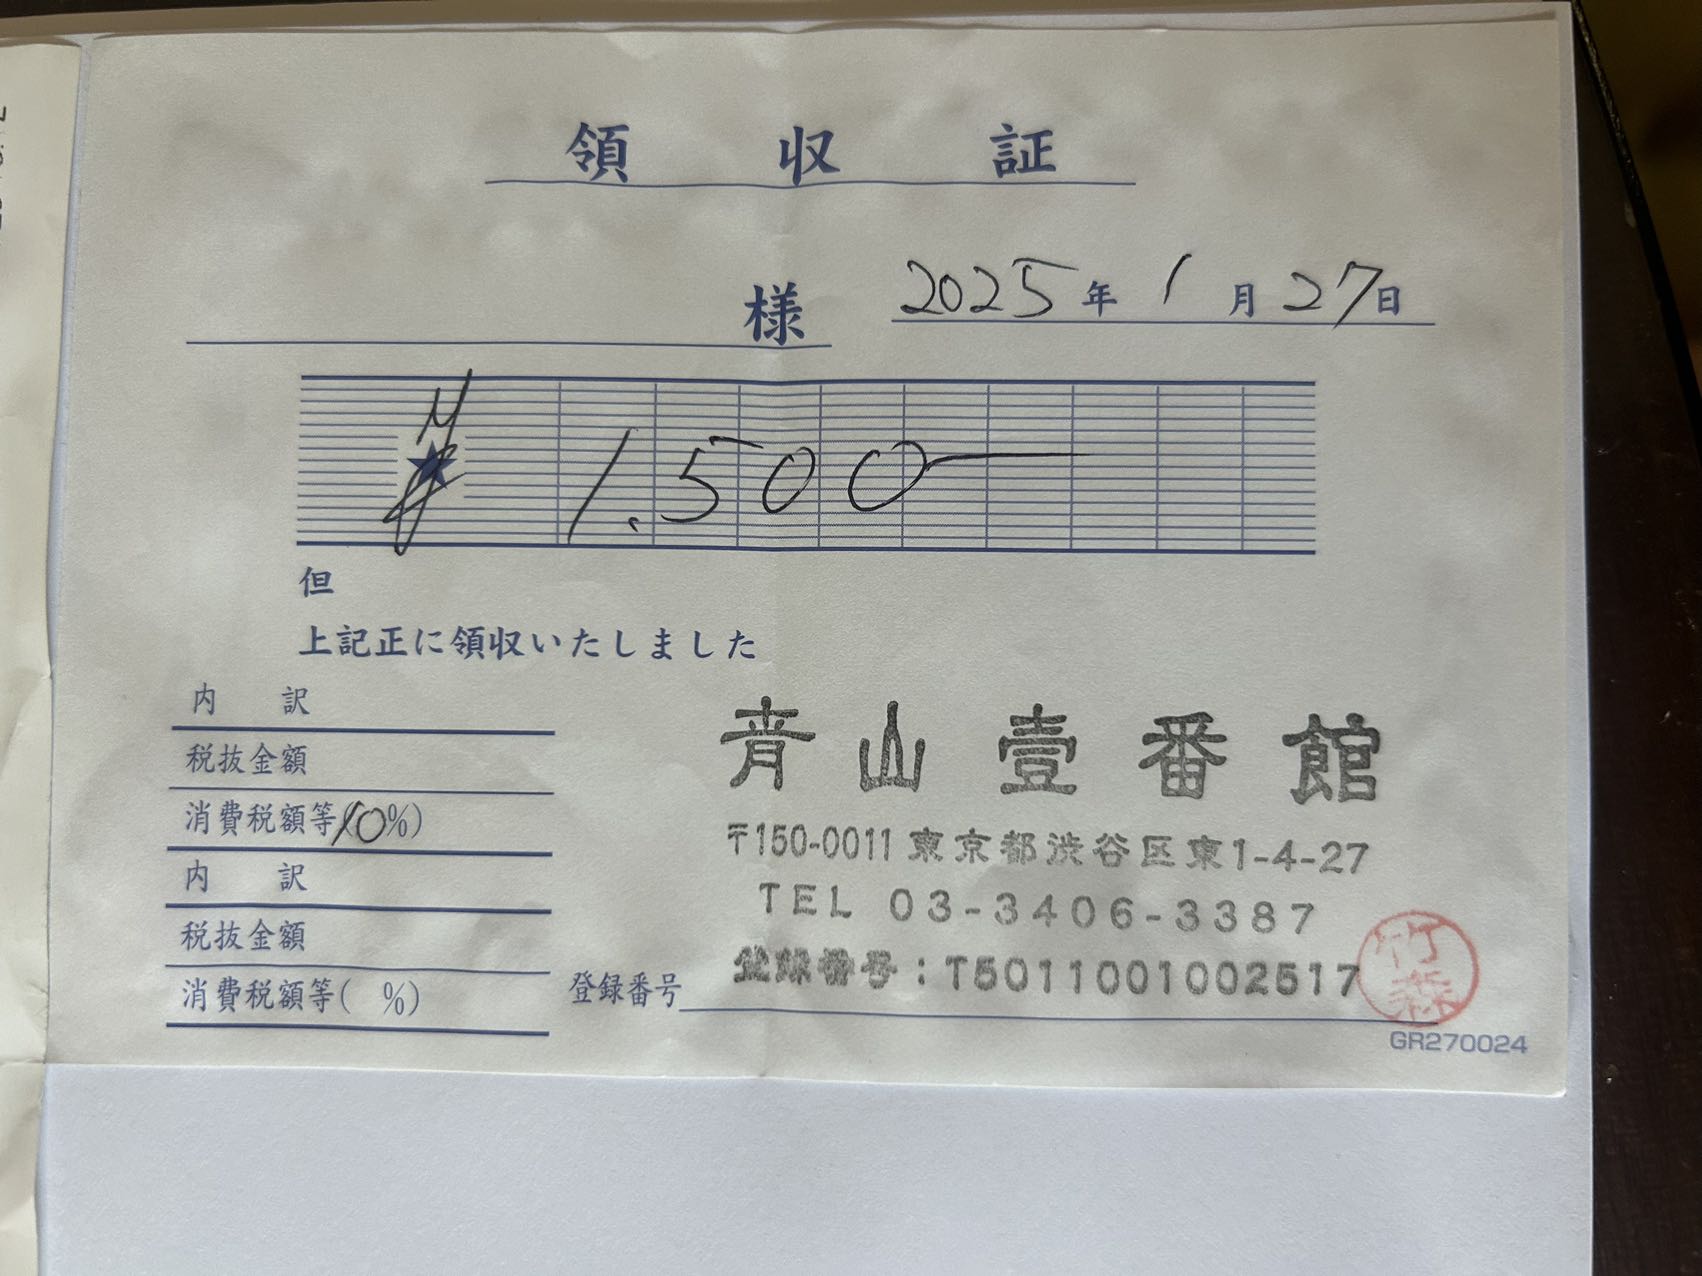 領収証
様 2025年1月27日
¥ ★ 1.500
但
上記正に領収いたしました
内訳
税抜金額
消費税額等(10%)
内訳
税抜金額
消費税額等( %)
青山壹番館
〒150-0011 東京都渋谷区東1-4-27
TEL 03-3406-3387
登録番号 登録番号:T5011001002517
竹森
GR270024